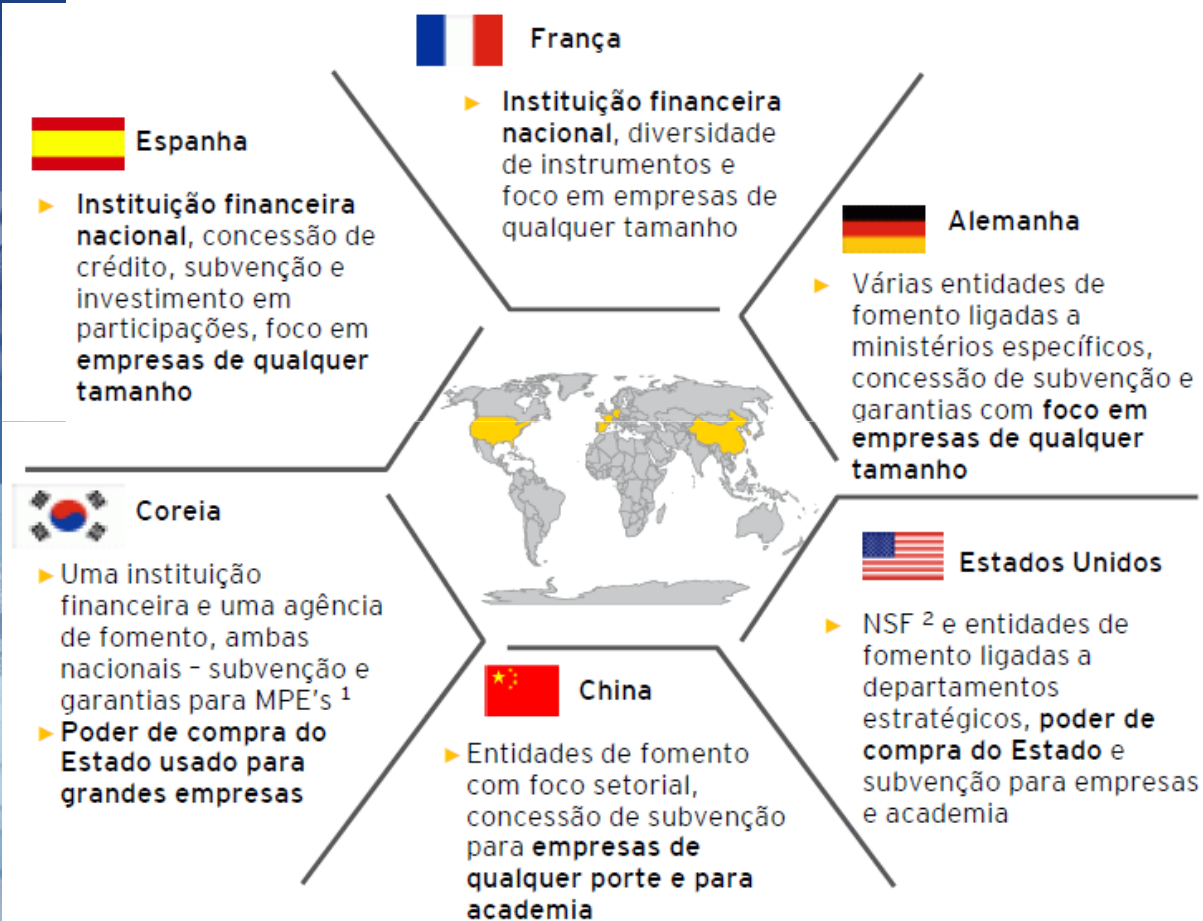 França
► Instituição financeira
nacional, diversidade
de instrumentos e
foco em empresas de
qualquer tamanho
Espanha
► Instituição financeira
nacional, concessão de
crédito, subvenção e
investimento em
participações, foco em
empresas de qualquer
tamanho
Alemanha
► Várias entidades de
fomento ligadas a
ministérios específicos,
concessão de subvenção e
garantias com foco em
empresas de qualquer
tamanho
Coreia
► Uma instituição
financeira e uma agência
de fomento, ambas
nacionais – subvenção e
garantias para MPE's ¹
► Poder de compra do
Estado usado para
grandes empresas
China
► Entidades de fomento
com foco setorial,
concessão de subvenção
para empresas de
qualquer porte e para
academia
Estados Unidos
► NSF ² e entidades de
fomento ligadas a
departamentos
estratégicos, poder de
compra do Estado e
subvenção para empresas
e academia